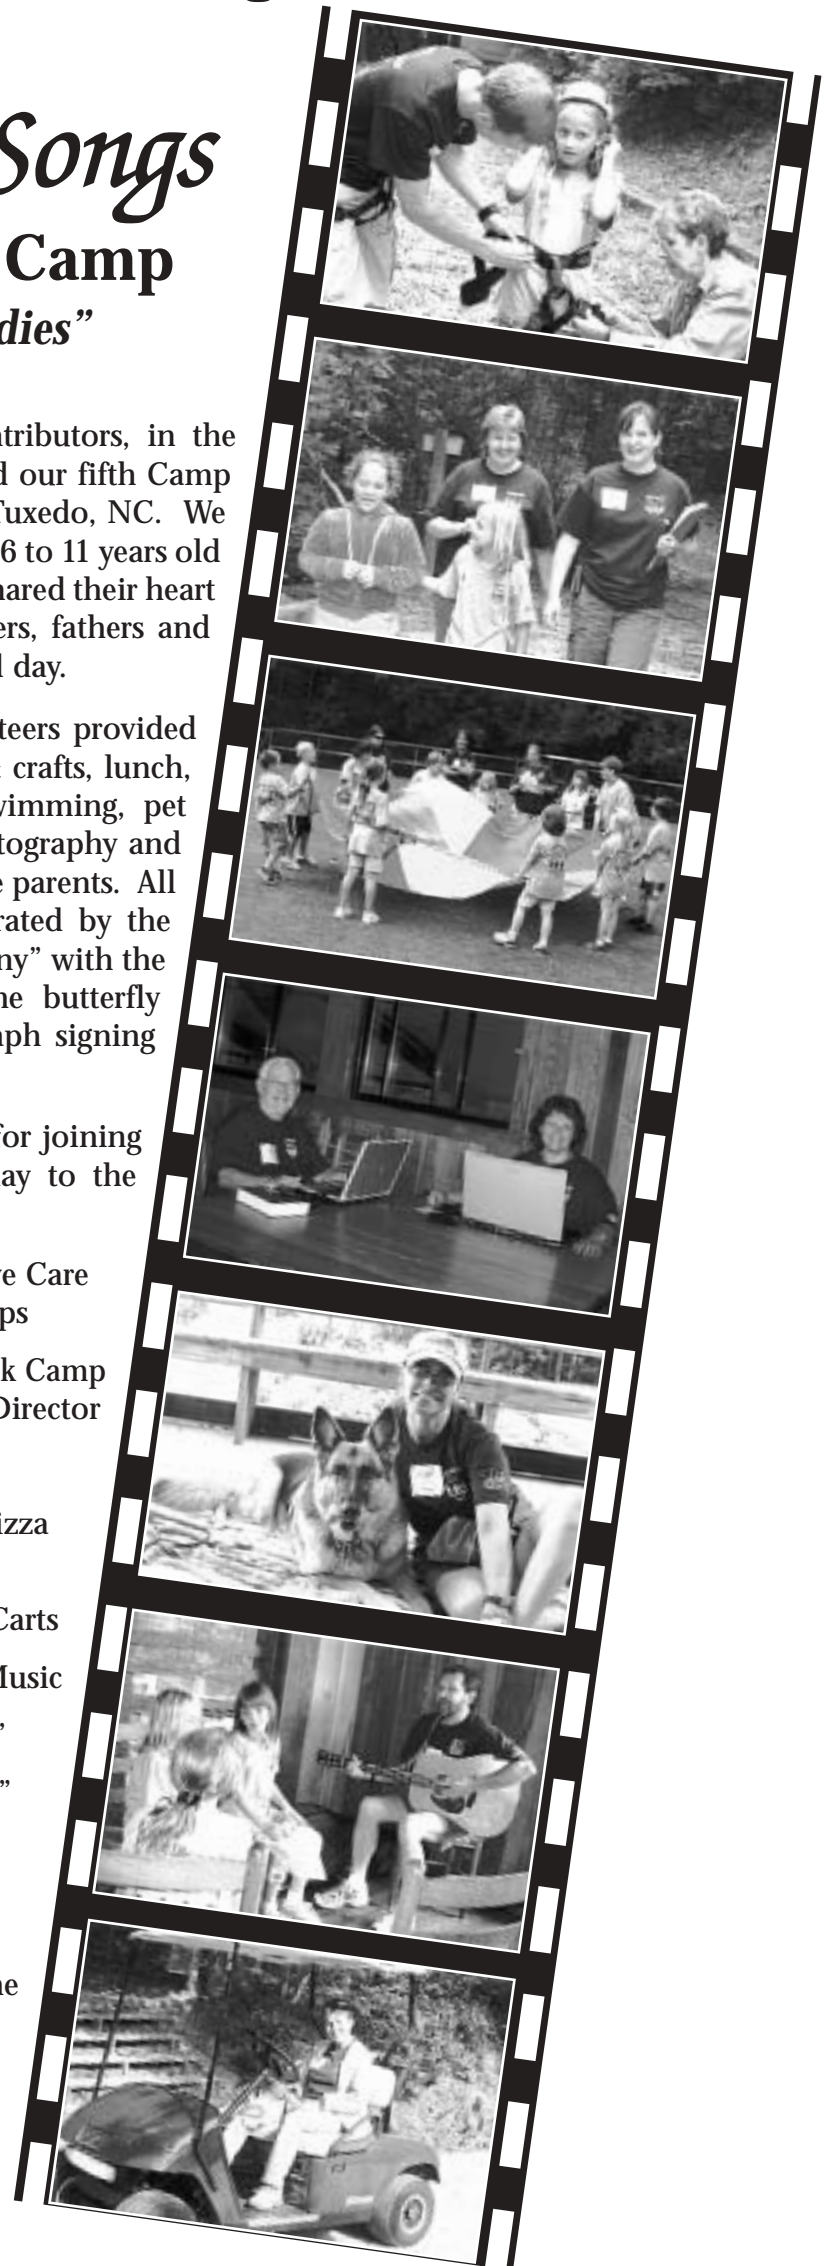 Songs
Camp
dies”
tributors, in the
d our fifth Camp
Tuxedo, NC. We
6 to 11 years old
hared their heart
ers, fathers and
l day.
teers provided
crafts, lunch,
wimming, pet
tography and
e parents. All
rated by the
ny” with the
he butterfly
ph signing
for joining
ay to the
e Care
ps
k Camp
Director
izza
Carts
Music
,
”
ne